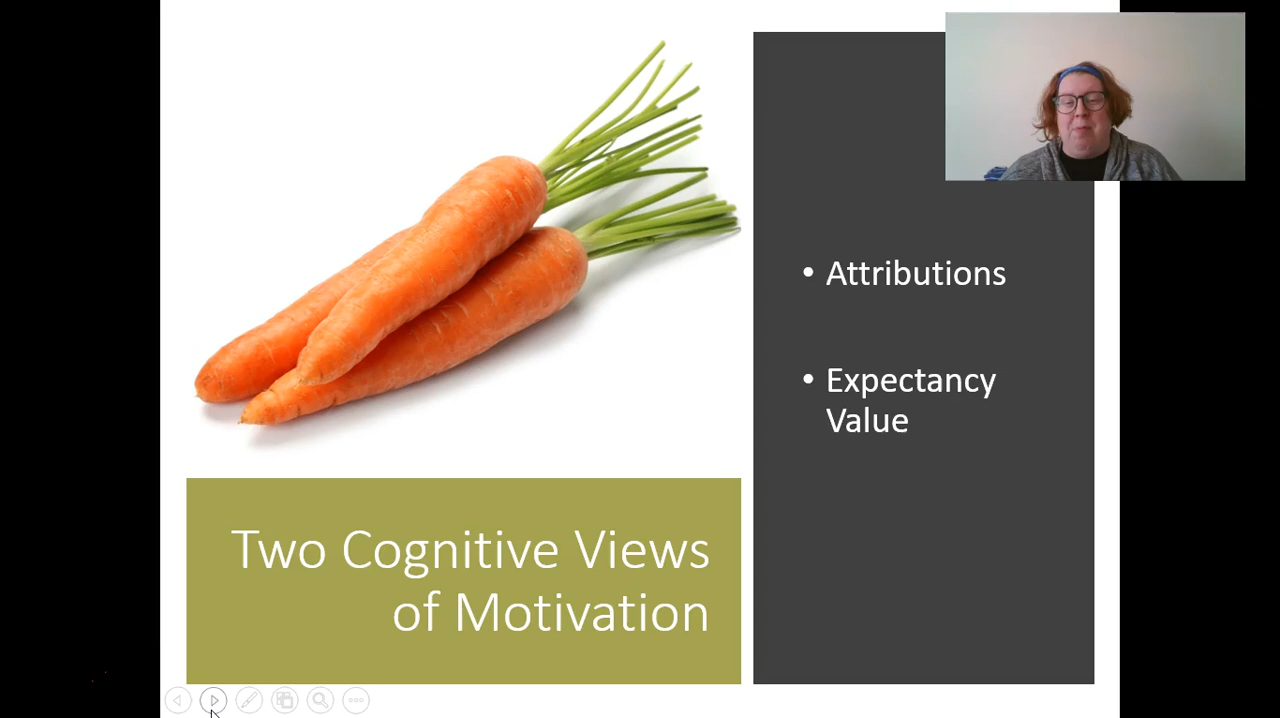 • Attributions
• Expectancy
Value
Two Cognitive Views
of Motivation